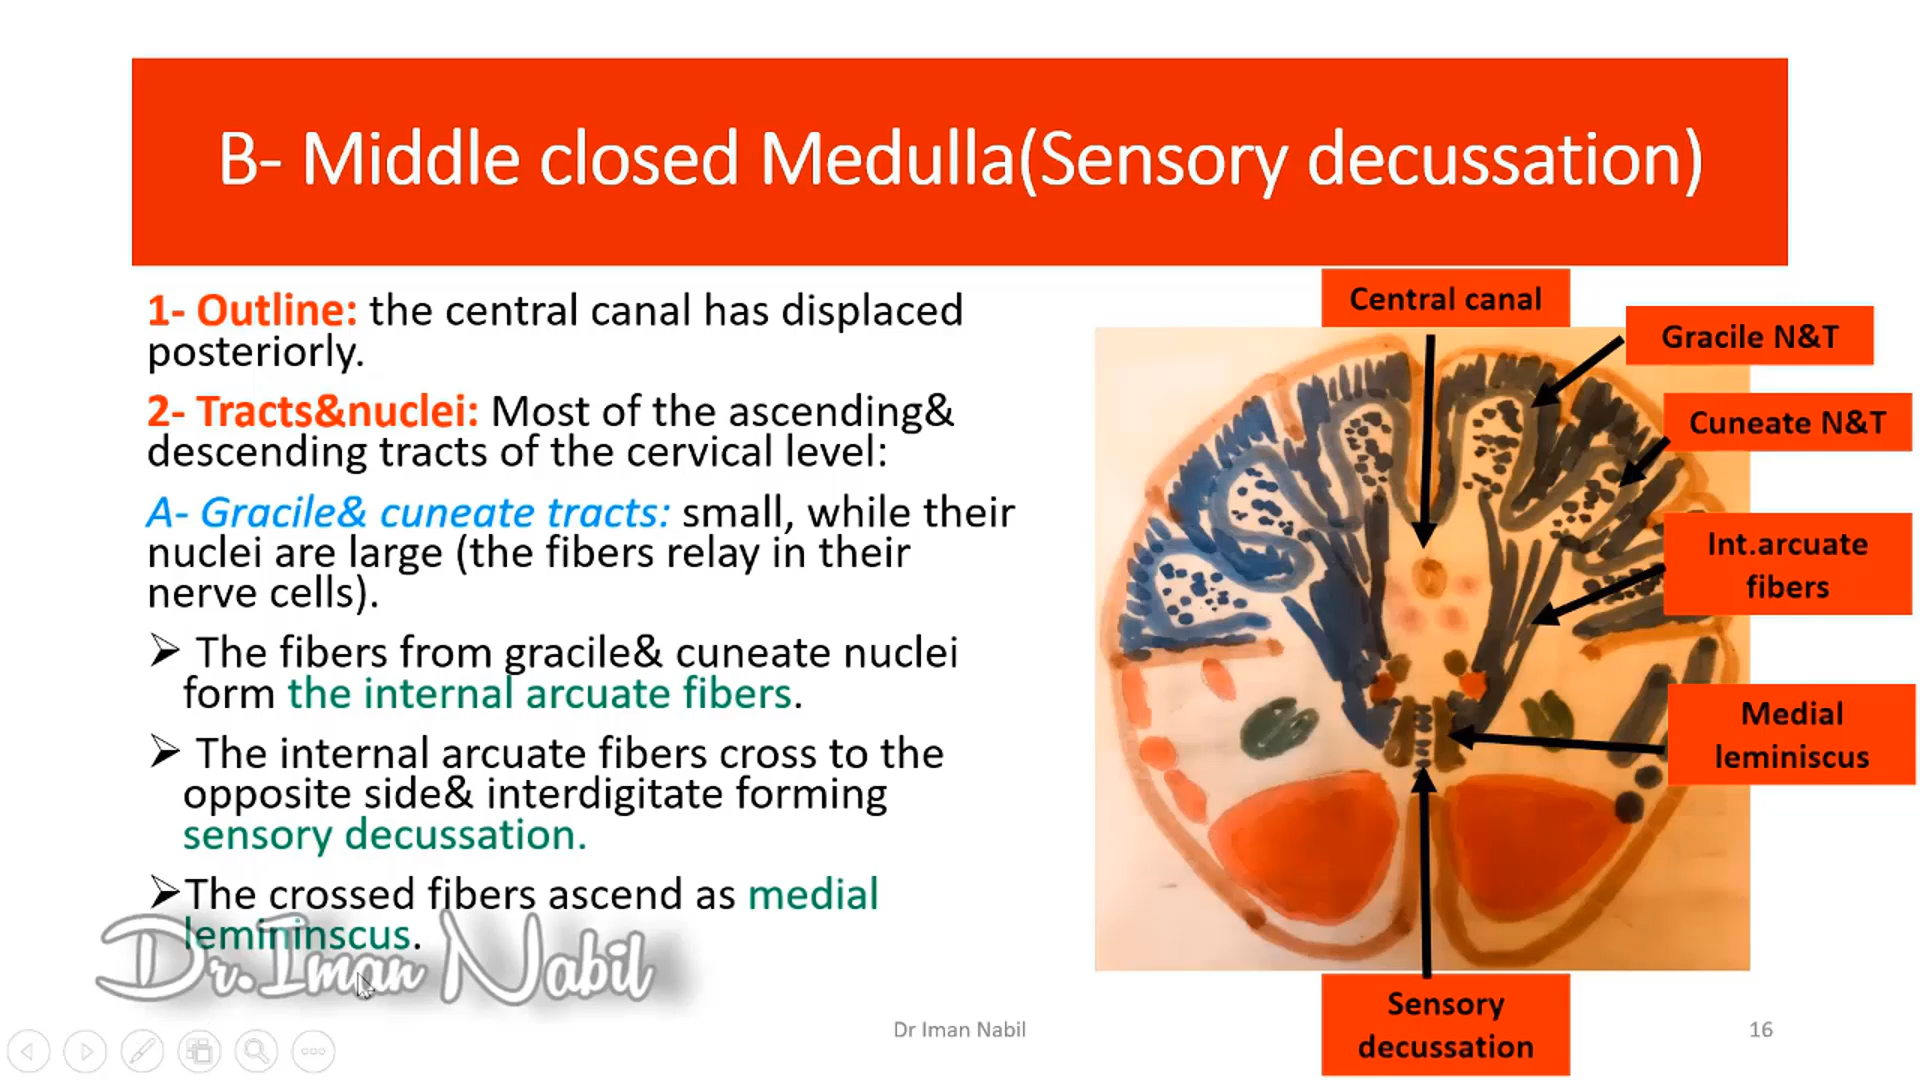 B- Middle closed Medulla(Sensory decussation)
1- Outline: the central canal has displaced
posteriorly.
2- Tracts&nuclei: Most of the ascending&
descending tracts of the cervical level:
A- Gracile& cuneate tracts: small, while their
nuclei are large (the fibers relay in their
nerve cells).
➢ The fibers from gracile& cuneate nuclei
form the internal arcuate fibers.
➢ The internal arcuate fibers cross to the
opposite side& interdigitate forming
sensory decussation.
➢The crossed fibers ascend as medial
lemininscus.
Dr.Iman Nabil
Central canal
Gracile N&T
Cuneate N&T
Int.arcuate
fibers
Medial
leminiscus
Sensory
decussation
Dr Iman Nabil
16